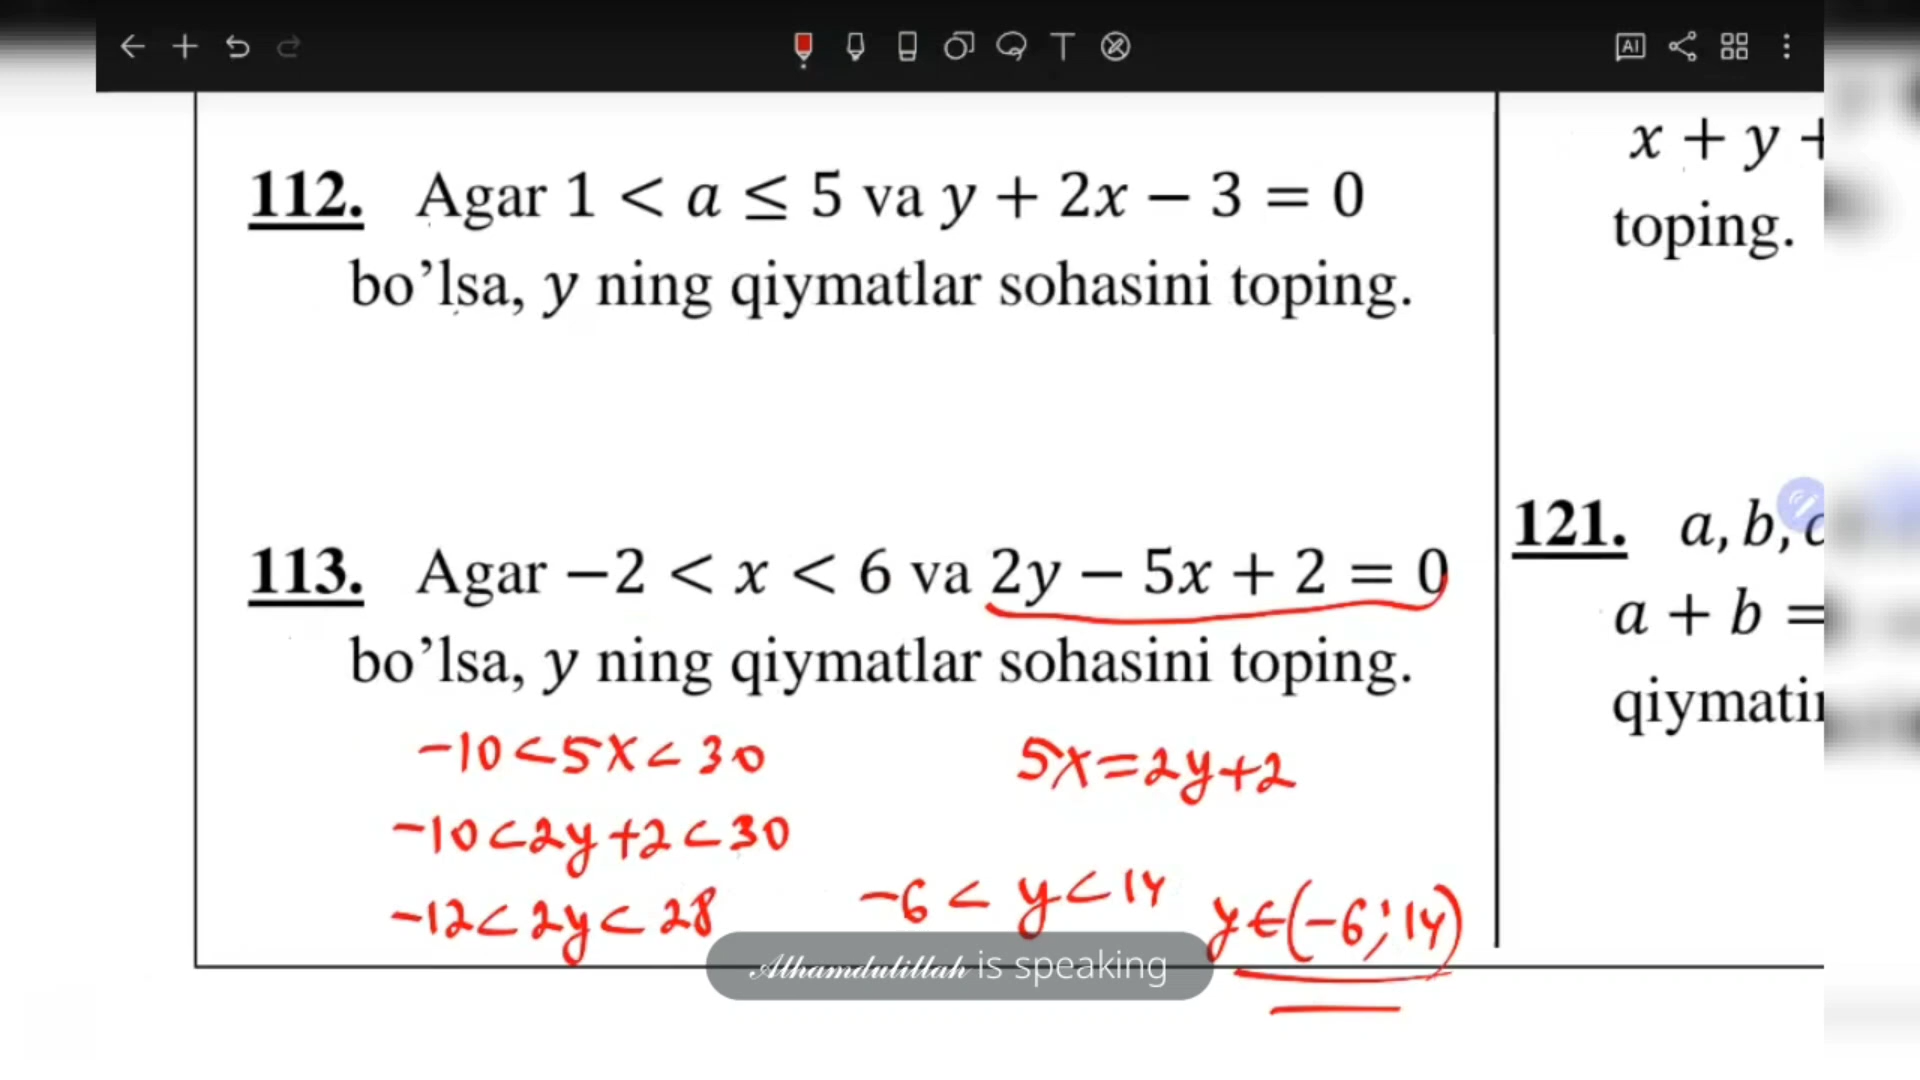 AI
T
112. Agar 1 < a ≤ 5 va y + 2x − 3 = 0
bo’lsa, y ning qiymatlar sohasini toping.
113. Agar −2 < x < 6 va 2y − 5x + 2 = 0
bo’lsa, y ning qiymatlar sohasini toping.
-10<5x<30
5x=2y+2
-10<2y+2<30
-12<2y<28
-6<y<14
y∈(-6;14)
Alhamdulillah is speaking
x + y +
toping.
121. a, b, c
a + b =